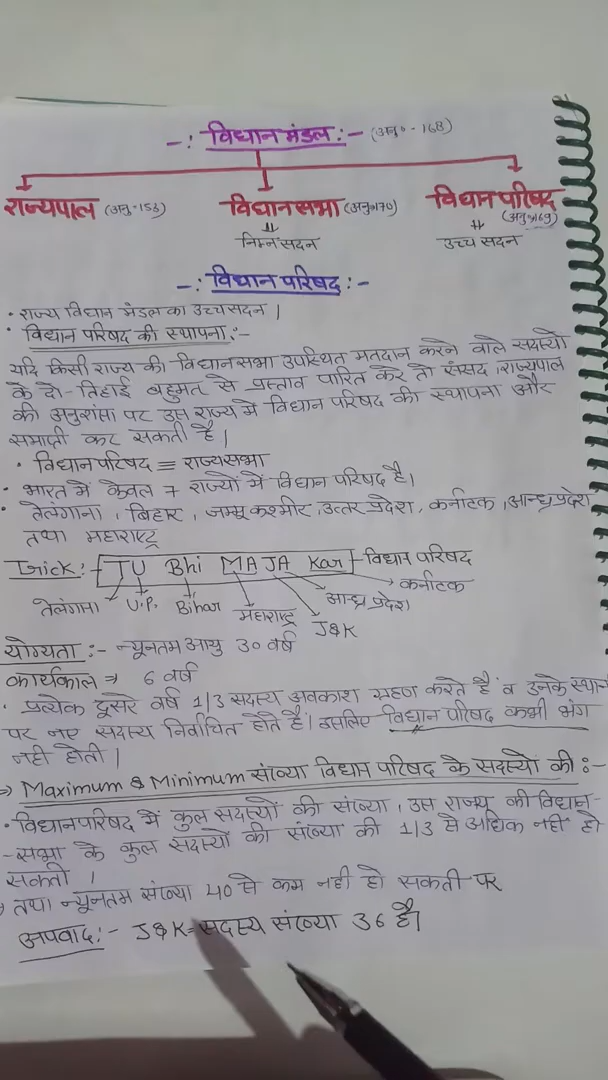 -: विधान मंडल :- (अनु०-168)
राज्यपाल (अनु-153) विधानसभा (अनु०170) विधान परिषद (अनु०169)
निम्न सदन उच्च सदन
-: विधान परिषद :-
• राज्य विधान मंडल का उच्च सदन।
• विधान परिषद की स्थापना :-
यदि किसी राज्य की विधानसभा उपस्थित मतदान करने वाले सदस्यो
के दो-तिहाई बहुमत से प्रस्ताव पारित करे तो संसद, राज्यपाल
की अनुशंसा पर उस राज्य मे विधान परिषद की स्थापना और
समाप्ती कर सकती है।
• विधान परिषद ≡ राज्यसभा
• भारत में केवल 7 राज्यो में विधान परिषद है।
• तेलंगाना, बिहार, जम्मू कश्मीर, उत्तर प्रदेश, कर्नाटक, आन्ध्र प्रदेश
तथा महाराष्ट्र
Trick:- TU Bhi MAJA Kar - विधान परिषद
कर्नाटक
तेलंगाना U.P. Bihar महाराष्ट्र आन्ध्र प्रदेश
J&K
योग्यता :- न्यूनतम आयु 30 वर्ष
कार्यकाल ⇒ 6 वर्ष
• प्रत्येक दूसरे वर्ष 1/3 सदस्य अवकाश ग्रहण करते है व उनके स्थान
पर नए सदस्य निर्वाचित होते है। इसलिए विधान परिषद कभी भंग
नही होती।
→ Maximum & Minimum संख्या विधान परिषद के सदस्यो की :-
• विधान परिषद में कुल सदस्यों की संख्या, उस राज्य की विधान-
-सभा के कुल सदस्यों की संख्या की 1/3 से अधिक नही हो
सकती।
→ तथा न्यूनतम संख्या 40 से कम नही हो सकती पर
अपवाद :- J&K = सदस्य संख्या 36 है।